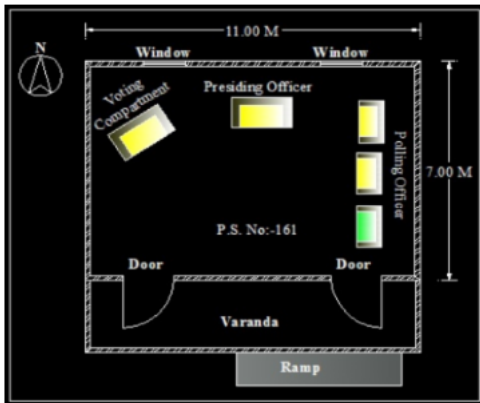 11.00 M
N
Window
Window
Voting
Compartment
Presiding Officer
Polling Officer
7.00 M
P.S. No:-161
Door
Door
Varanda
Ramp